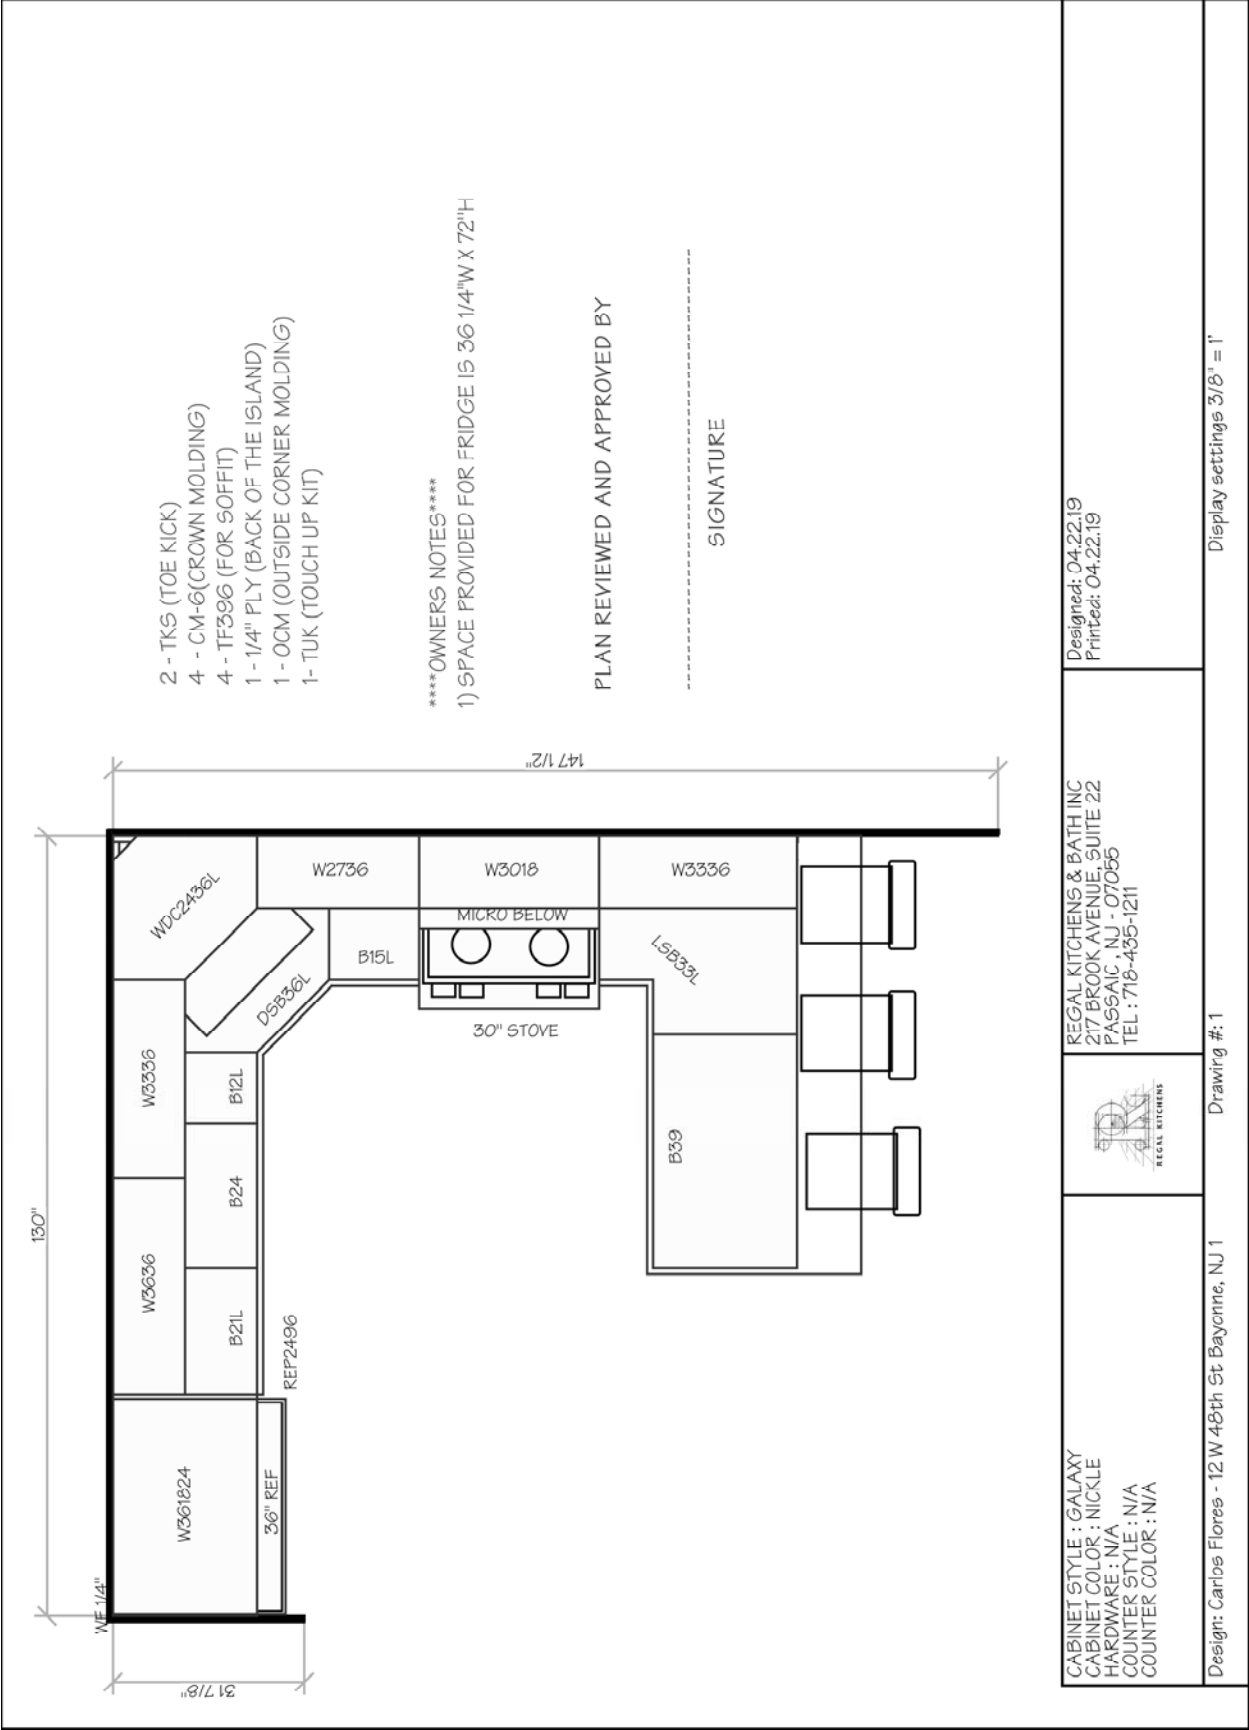 130"
WF 1/4"
31 7/8"
147 1/2"
W361824
36" REF
REP2496
W3636
W3336
B21L
B24
B12L
WDC2436L
DSB36L
W2736
B15L
W3018
MICRO BELOW
30" STOVE
W3336
LSB33L
B39
2 - TKS (TOE KICK)
4 - CM-6(CROWN MOLDING)
4 - TF396 (FOR SOFFIT)
1 - 1/4" PLY (BACK OF THE ISLAND)
1 - OCM (OUTSIDE CORNER MOLDING)
1- TUK (TOUCH UP KIT)
****OWNERS NOTES****
1) SPACE PROVIDED FOR FRIDGE IS 36 1/4"W X 72"H
PLAN REVIEWED AND APPROVED BY
SIGNATURE
CABINET STYLE : GALAXY
CABINET COLOR : NICKLE
HARDWARE : N/A
COUNTER STYLE : N/A
COUNTER COLOR : N/A
REGAL KITCHENS
REGAL KITCHENS & BATH INC
217 BROOK AVENUE, SUITE 22
PASSAIC , NJ - 07055
TEL : 718-435-1211
Designed: 04.22.19
Printed: 04.22.19
Design: Carlos Flores - 12 W 48th St Bayonne, NJ 1
Drawing #: 1
Display settings 3/8" = 1'